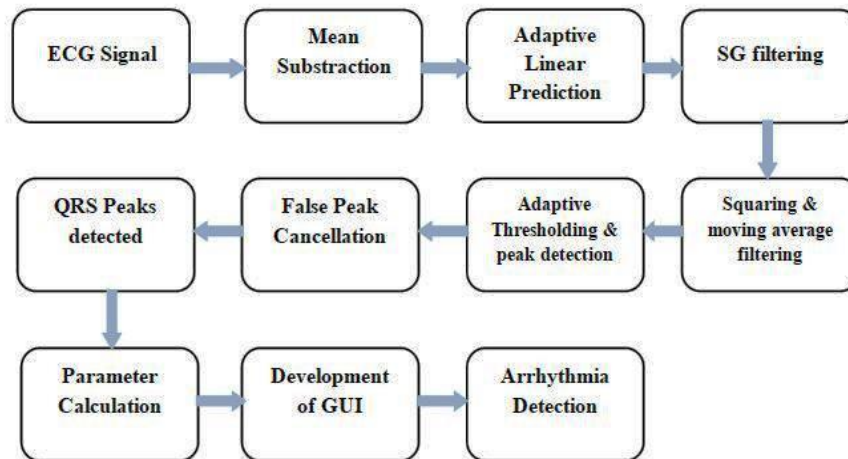 ECG Signal
Mean
Substraction
Adaptive
Linear
Prediction
SG filtering
Squaring &
moving average
filtering
Adaptive
Thresholding &
peak detection
False Peak
Cancellation
QRS Peaks
detected
Parameter
Calculation
Development
of GUI
Arrhythmia
Detection